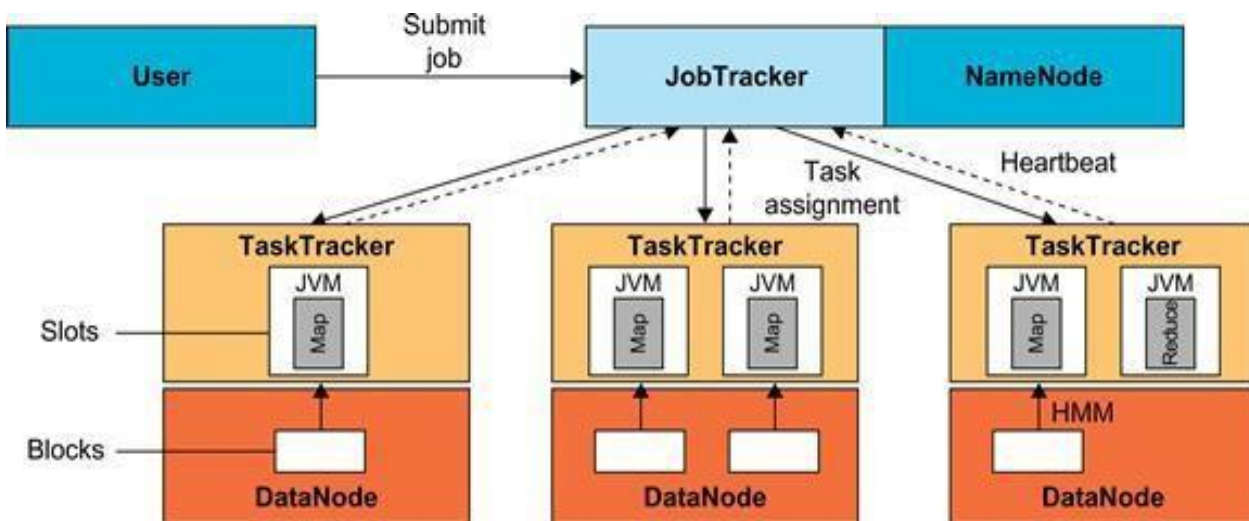 Submit
job
User
JobTracker
NameNode
Heartbeat
Task
assignment
TaskTracker
TaskTracker
TaskTracker
JVM
JVM
JVM
JVM
JVM
Slots
Map
Map
Map
Map
Reduce
HMM
Blocks
DataNode
DataNode
DataNode